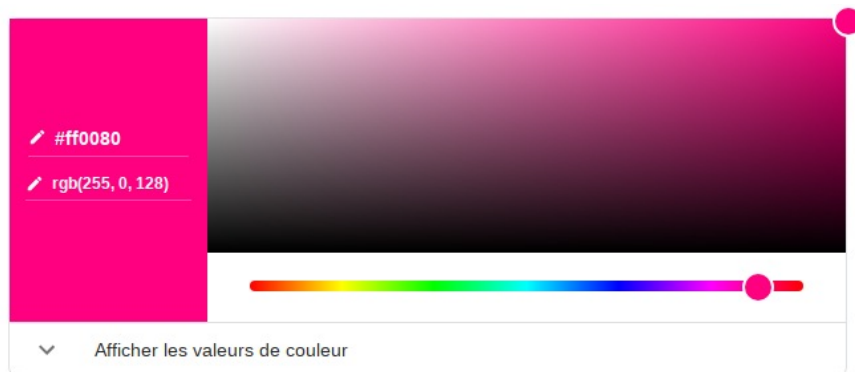 #ff0080
rgb(255, 0, 128)
Afficher les valeurs de couleur